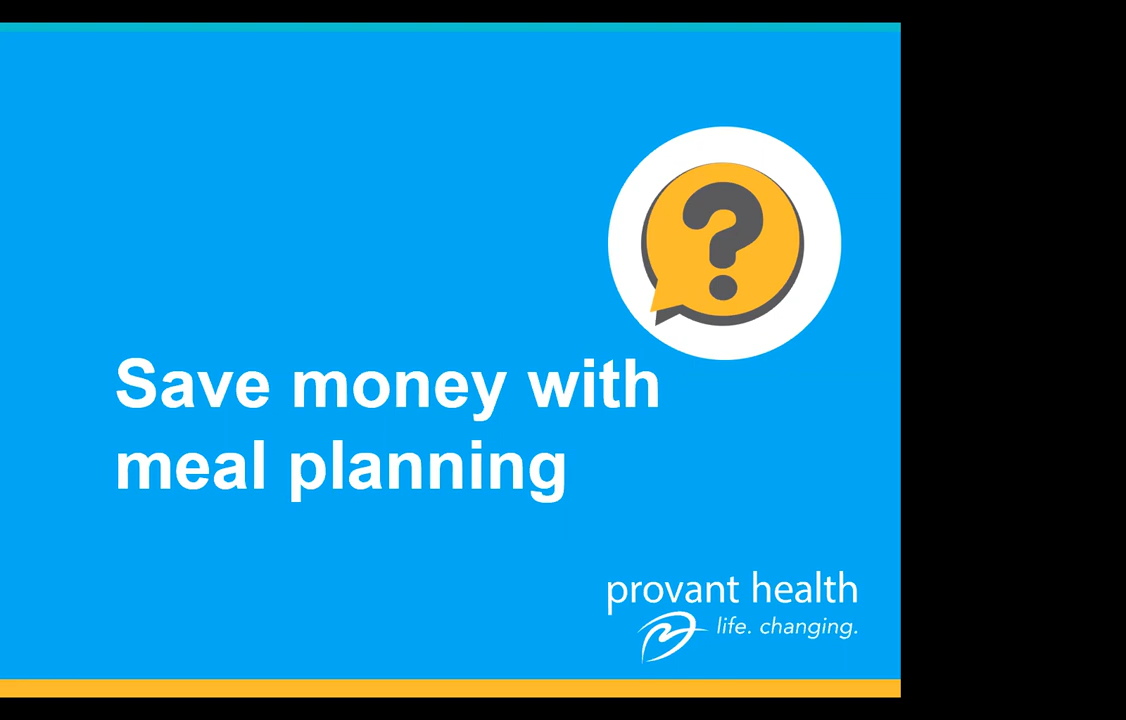 ?
Save money with
meal planning
provant health
life. changing.